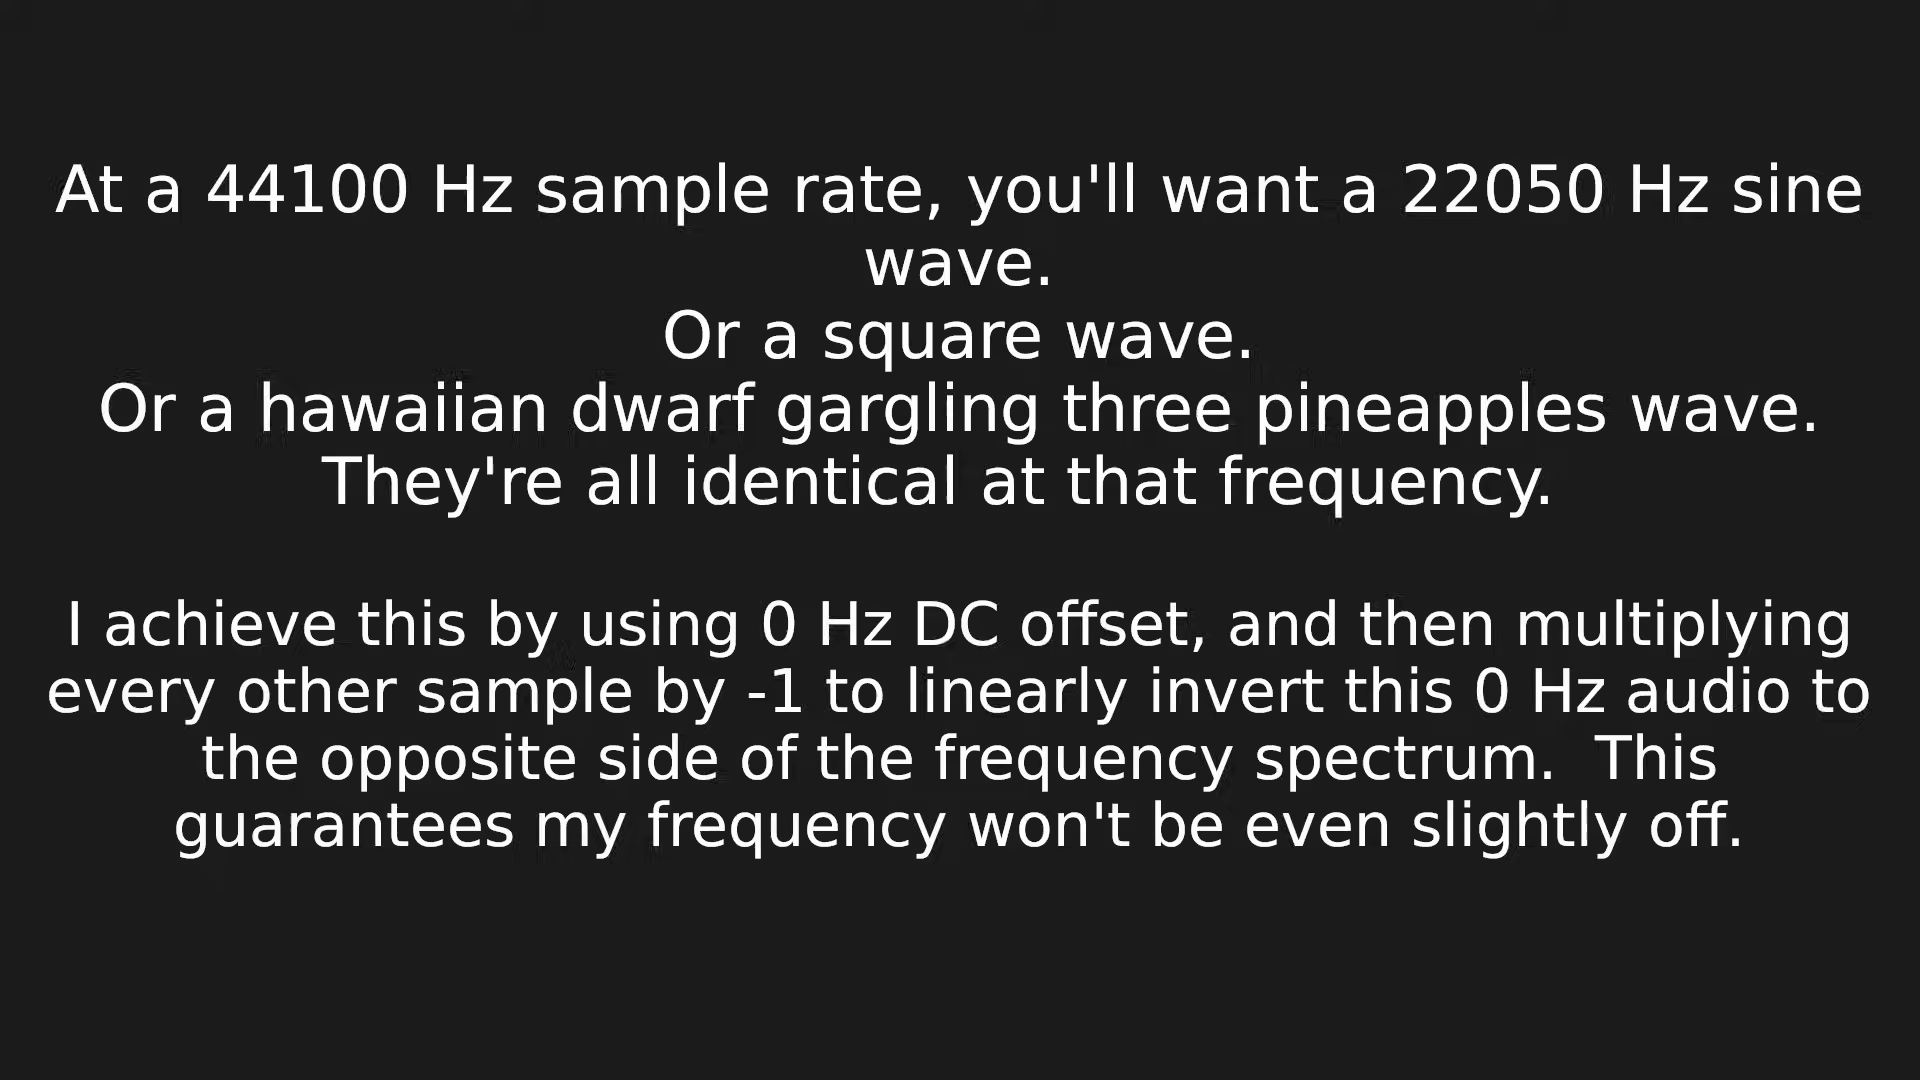 At a 44100 Hz sample rate, you'll want a 22050 Hz sine
wave.
Or a square wave.
Or a hawaiian dwarf gargling three pineapples wave.
They're all identical at that frequency.
I achieve this by using 0 Hz DC offset, and then multiplying
every other sample by -1 to linearly invert this 0 Hz audio to
the opposite side of the frequency spectrum.  This
guarantees my frequency won't be even slightly off.